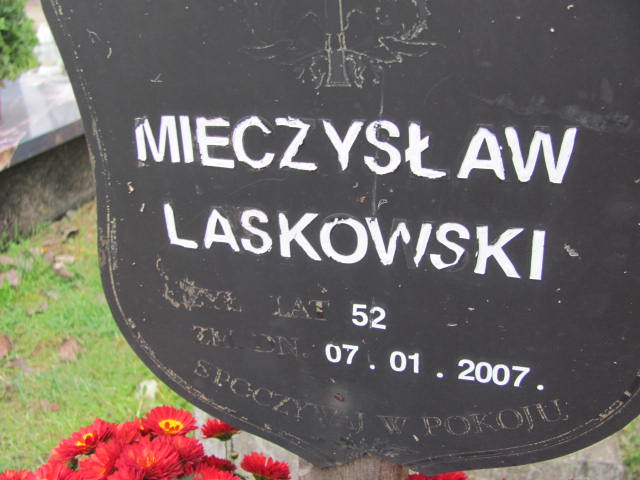 MIECZYSŁAW
LASKOWSKI
ŻYŁ LAT 52
ZM. DN. 07.01.2007.
SPOCZYWAJ W POKOJU